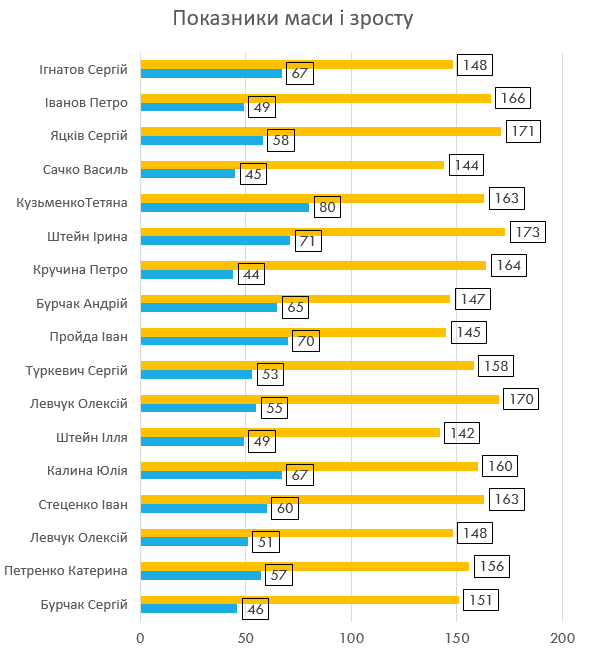 Показники маси і зросту
Ігнатов Сергій 148
67
Іванов Петро 166
49
Яцків Сергій 171
58
Сачко Василь 144
45
КузьменкоТетяна 163
80
Штейн Ірина 173
71
Кручина Петро 164
44
Бурчак Андрій 147
65
Пройда Іван 145
70
Туркевич Сергій 158
53
Левчук Олексій 170
55
Штейн Ілля 142
49
Калина Юлія 160
67
Стеценко Іван 163
60
Левчук Олексій 148
51
Петренко Катерина 156
57
Бурчак Сергій 151
46
0 50 100 150 200